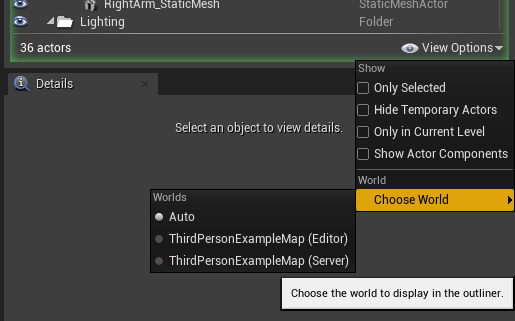 RightArm_StaticMesh StaticMeshActor
Lighting Folder
36 actors View Options
Show
Details
Only Selected
Hide Temporary Actors
Select an object to view details.
Only in Current Level
Show Actor Components
World
Choose World
Worlds
Auto
ThirdPersonExampleMap (Editor)
ThirdPersonExampleMap (Server)
Choose the world to display in the outliner.